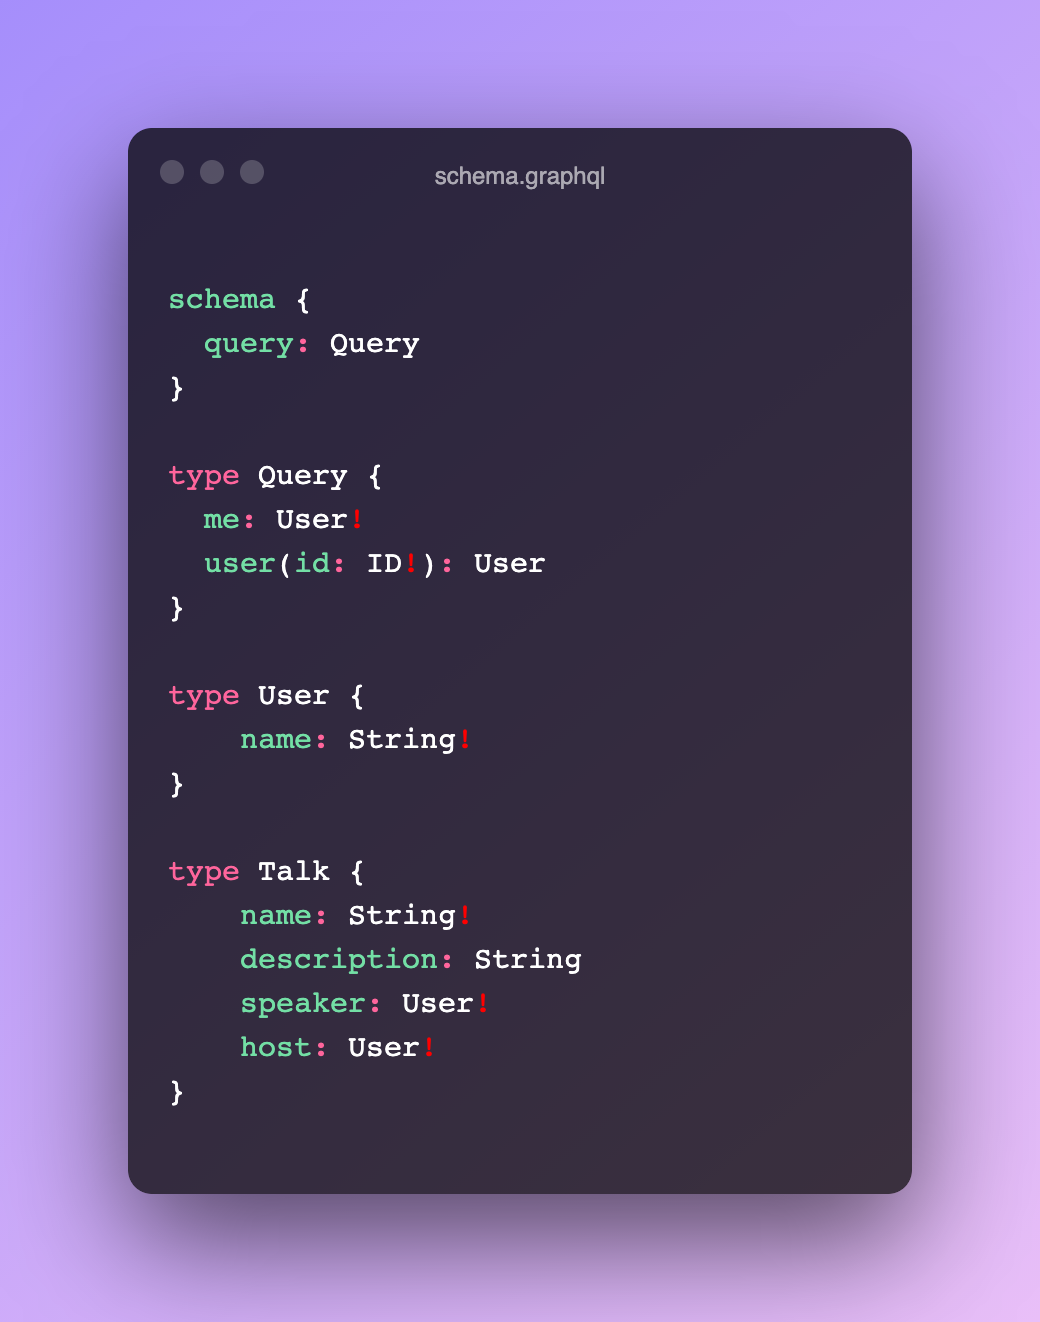 schema.graphql
schema {
  query: Query
}
type Query {
  me: User!
  user(id: ID!): User
}
type User {
    name: String!
}
type Talk {
    name: String!
    description: String
    speaker: User!
    host: User!
}